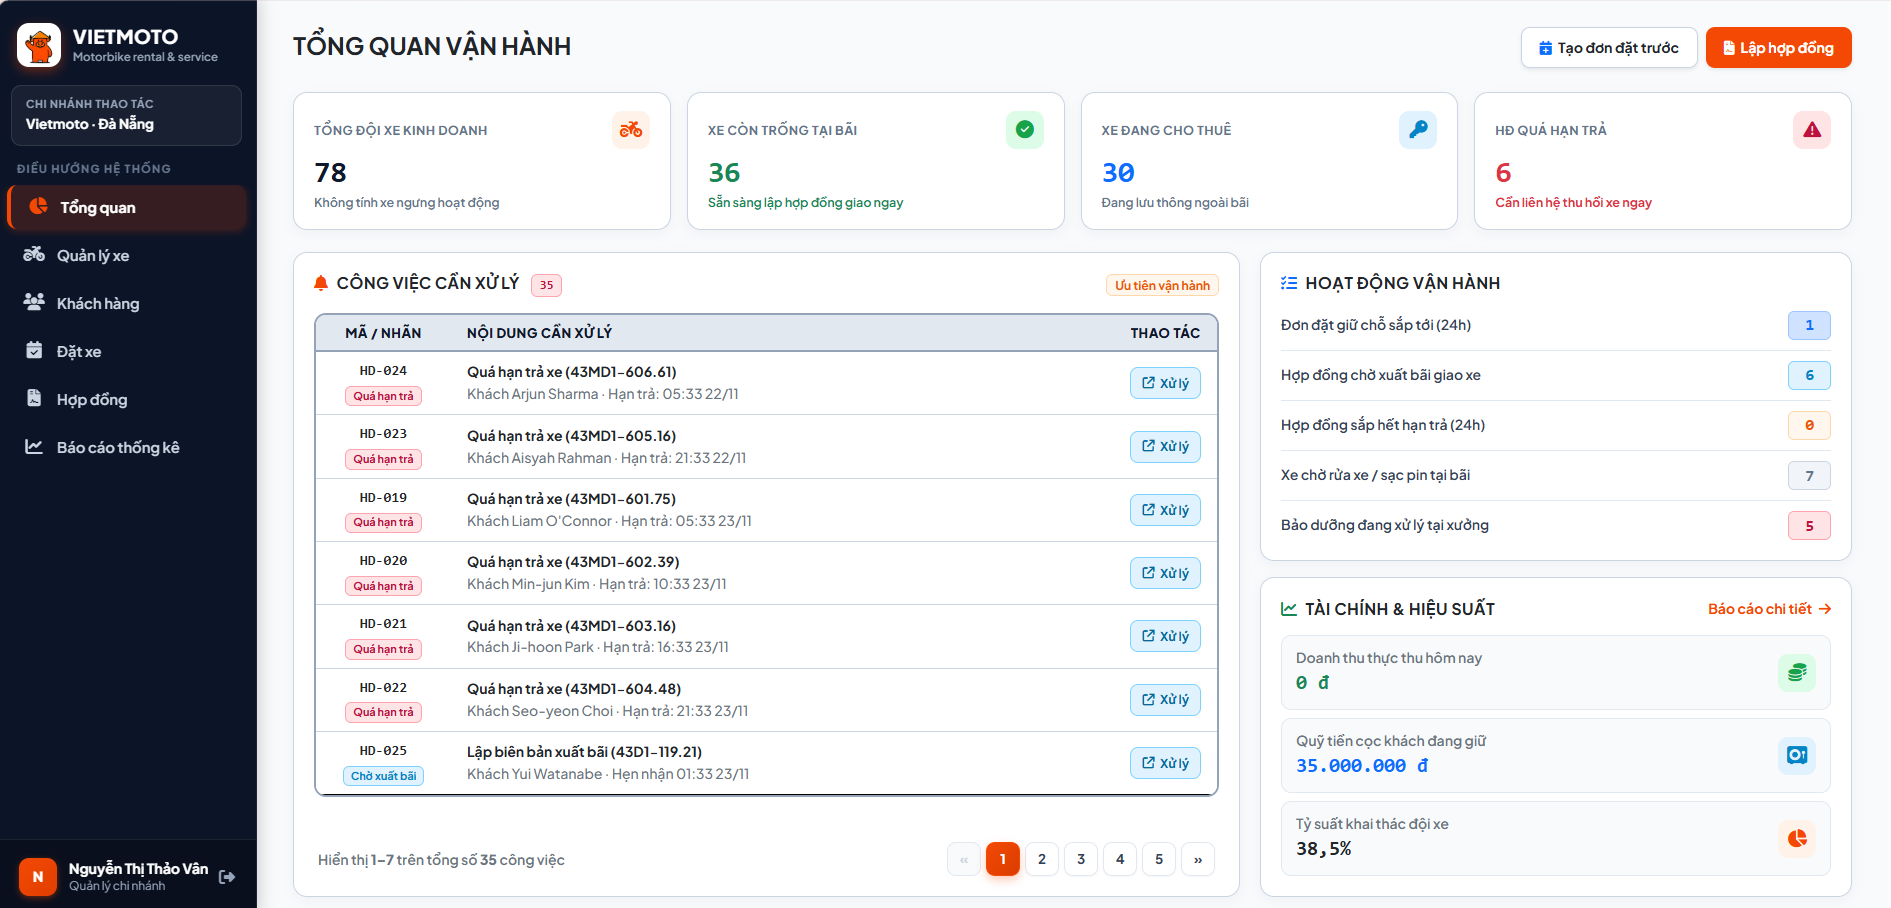 VIETMOTO
Motorbike rental & service
CHI NHÁNH THAO TÁC
Vietmoto · Đà Nẵng
ĐIỀU HƯỚNG HỆ THỐNG
Tổng quan
Quản lý xe
Khách hàng
Đặt xe
Hợp đồng
Báo cáo thống kê
N
Nguyễn Thị Thảo Vân
Quản lý chi nhánh
TỔNG QUAN VẬN HÀNH
Tạo đơn đặt trước
Lập hợp đồng
TỔNG ĐỘI XE KINH DOANH
78
Không tính xe ngưng hoạt động
XE CÒN TRỐNG TẠI BÃI
36
Sẵn sàng lập hợp đồng giao ngay
XE ĐANG CHO THUÊ
30
Đang lưu thông ngoài bãi
HĐ QUÁ HẠN TRẢ
6
Cần liên hệ thu hồi xe ngay
CÔNG VIỆC CẦN XỬ LÝ 35
Ưu tiên vận hành
MÃ / NHÃN NỘI DUNG CẦN XỬ LÝ THAO TÁC
HD-024
Quá hạn trả
Quá hạn trả xe (43MD1-606.61)
Khách Arjun Sharma · Hạn trả: 05:33 22/11
Xử lý
HD-023
Quá hạn trả
Quá hạn trả xe (43MD1-605.16)
Khách Aisyah Rahman · Hạn trả: 21:33 22/11
Xử lý
HD-019
Quá hạn trả
Quá hạn trả xe (43MD1-601.75)
Khách Liam O'Connor · Hạn trả: 05:33 23/11
Xử lý
HD-020
Quá hạn trả
Quá hạn trả xe (43MD1-602.39)
Khách Min-jun Kim · Hạn trả: 10:33 23/11
Xử lý
HD-021
Quá hạn trả
Quá hạn trả xe (43MD1-603.16)
Khách Ji-hoon Park · Hạn trả: 16:33 23/11
Xử lý
HD-022
Quá hạn trả
Quá hạn trả xe (43MD1-604.48)
Khách Seo-yeon Choi · Hạn trả: 21:33 23/11
Xử lý
HD-025
Chờ xuất bãi
Lập biên bản xuất bãi (43D1-119.21)
Khách Yui Watanabe · Hẹn nhận 01:33 23/11
Xử lý
Hiển thị 1-7 trên tổng số 35 công việc
« 1 2 3 4 5 »
HOẠT ĐỘNG VẬN HÀNH
Đơn đặt giữ chỗ sắp tới (24h) 1
Hợp đồng chờ xuất bãi giao xe 6
Hợp đồng sắp hết hạn trả (24h) 0
Xe chờ rửa xe / sạc pin tại bãi 7
Bảo dưỡng đang xử lý tại xưởng 5
TÀI CHÍNH & HIỆU SUẤT
Báo cáo chi tiết →
Doanh thu thực thu hôm nay
0 đ
Quỹ tiền cọc khách đang giữ
35.000.000 đ
Tỷ suất khai thác đội xe
38,5%